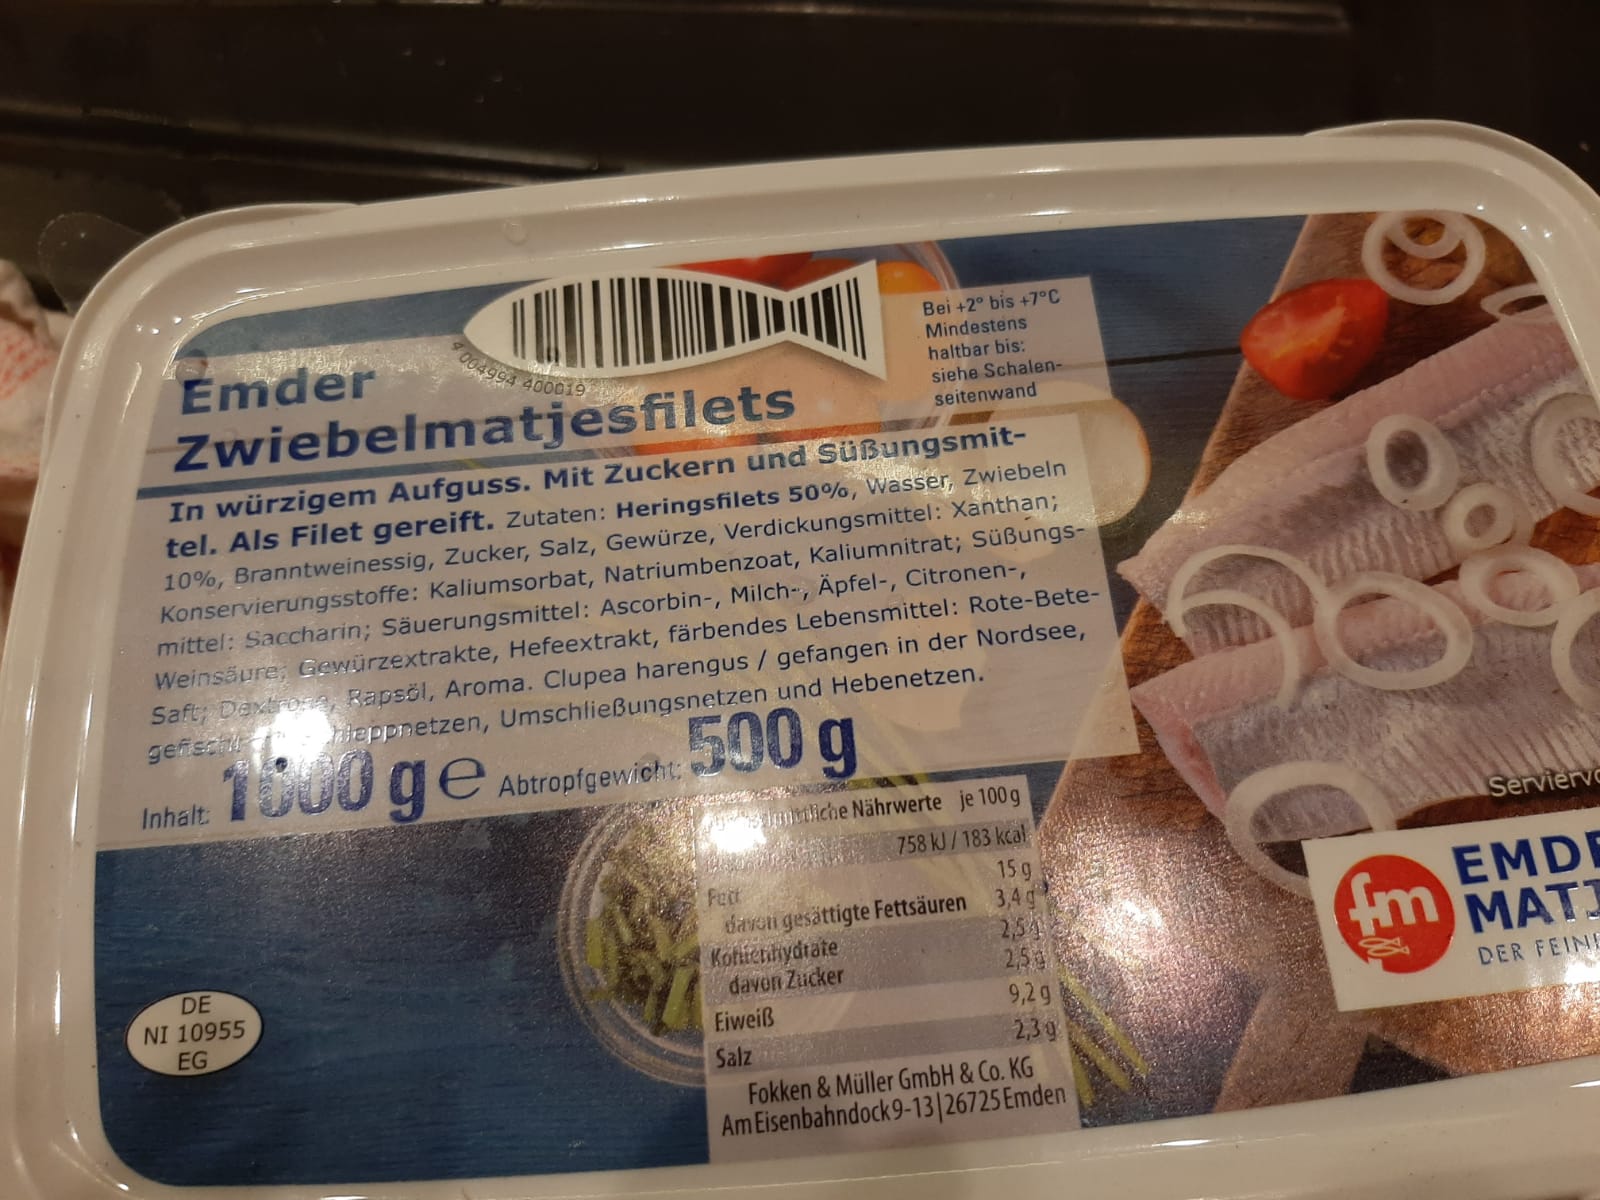 4 004994 400019
Bei +2° bis +7°C
Mindestens
haltbar bis:
siehe Schalen-
seitenwand
Emder
Zwiebelmatjesfilets
In würzigem Aufguss. Mit Zuckern und Süßungsmit-
tel. Als Filet gereift. Zutaten: Heringsfilets 50%, Wasser, Zwiebeln
10%, Branntweinessig, Zucker, Salz, Gewürze, Verdickungsmittel: Xanthan;
Konservierungsstoffe: Kaliumsorbat, Natriumbenzoat, Kaliumnitrat; Süßungs-
mittel: Saccharin; Säuerungsmittel: Ascorbin-, Milch-, Äpfel-, Citronen-,
Weinsäure; Gewürzextrakte, Hefeextrakt, färbendes Lebensmittel: Rote-Bete-
Saft; Dextrose, Rapsöl, Aroma. Clupea harengus / gefangen in der Nordsee,
gefischt Umschließungsnetzen und Hebenetzen.
Inhalt: 1000 g e Abtropfgewicht: 500 g
Nährwerte je 100 g
758 kJ / 183 kcal
Fett 15 g
davon gesättigte Fettsäuren 3,4 g
Kohlenhydrate 2,5 g
davon Zucker 2,5 g
Eiweiß 9,2 g
Salz 2,3 g
Fokken & Müller GmbH & Co. KG
Am Eisenbahndock 9-13 | 26725 Emden
DE
NI 10955
EG
fm
DER